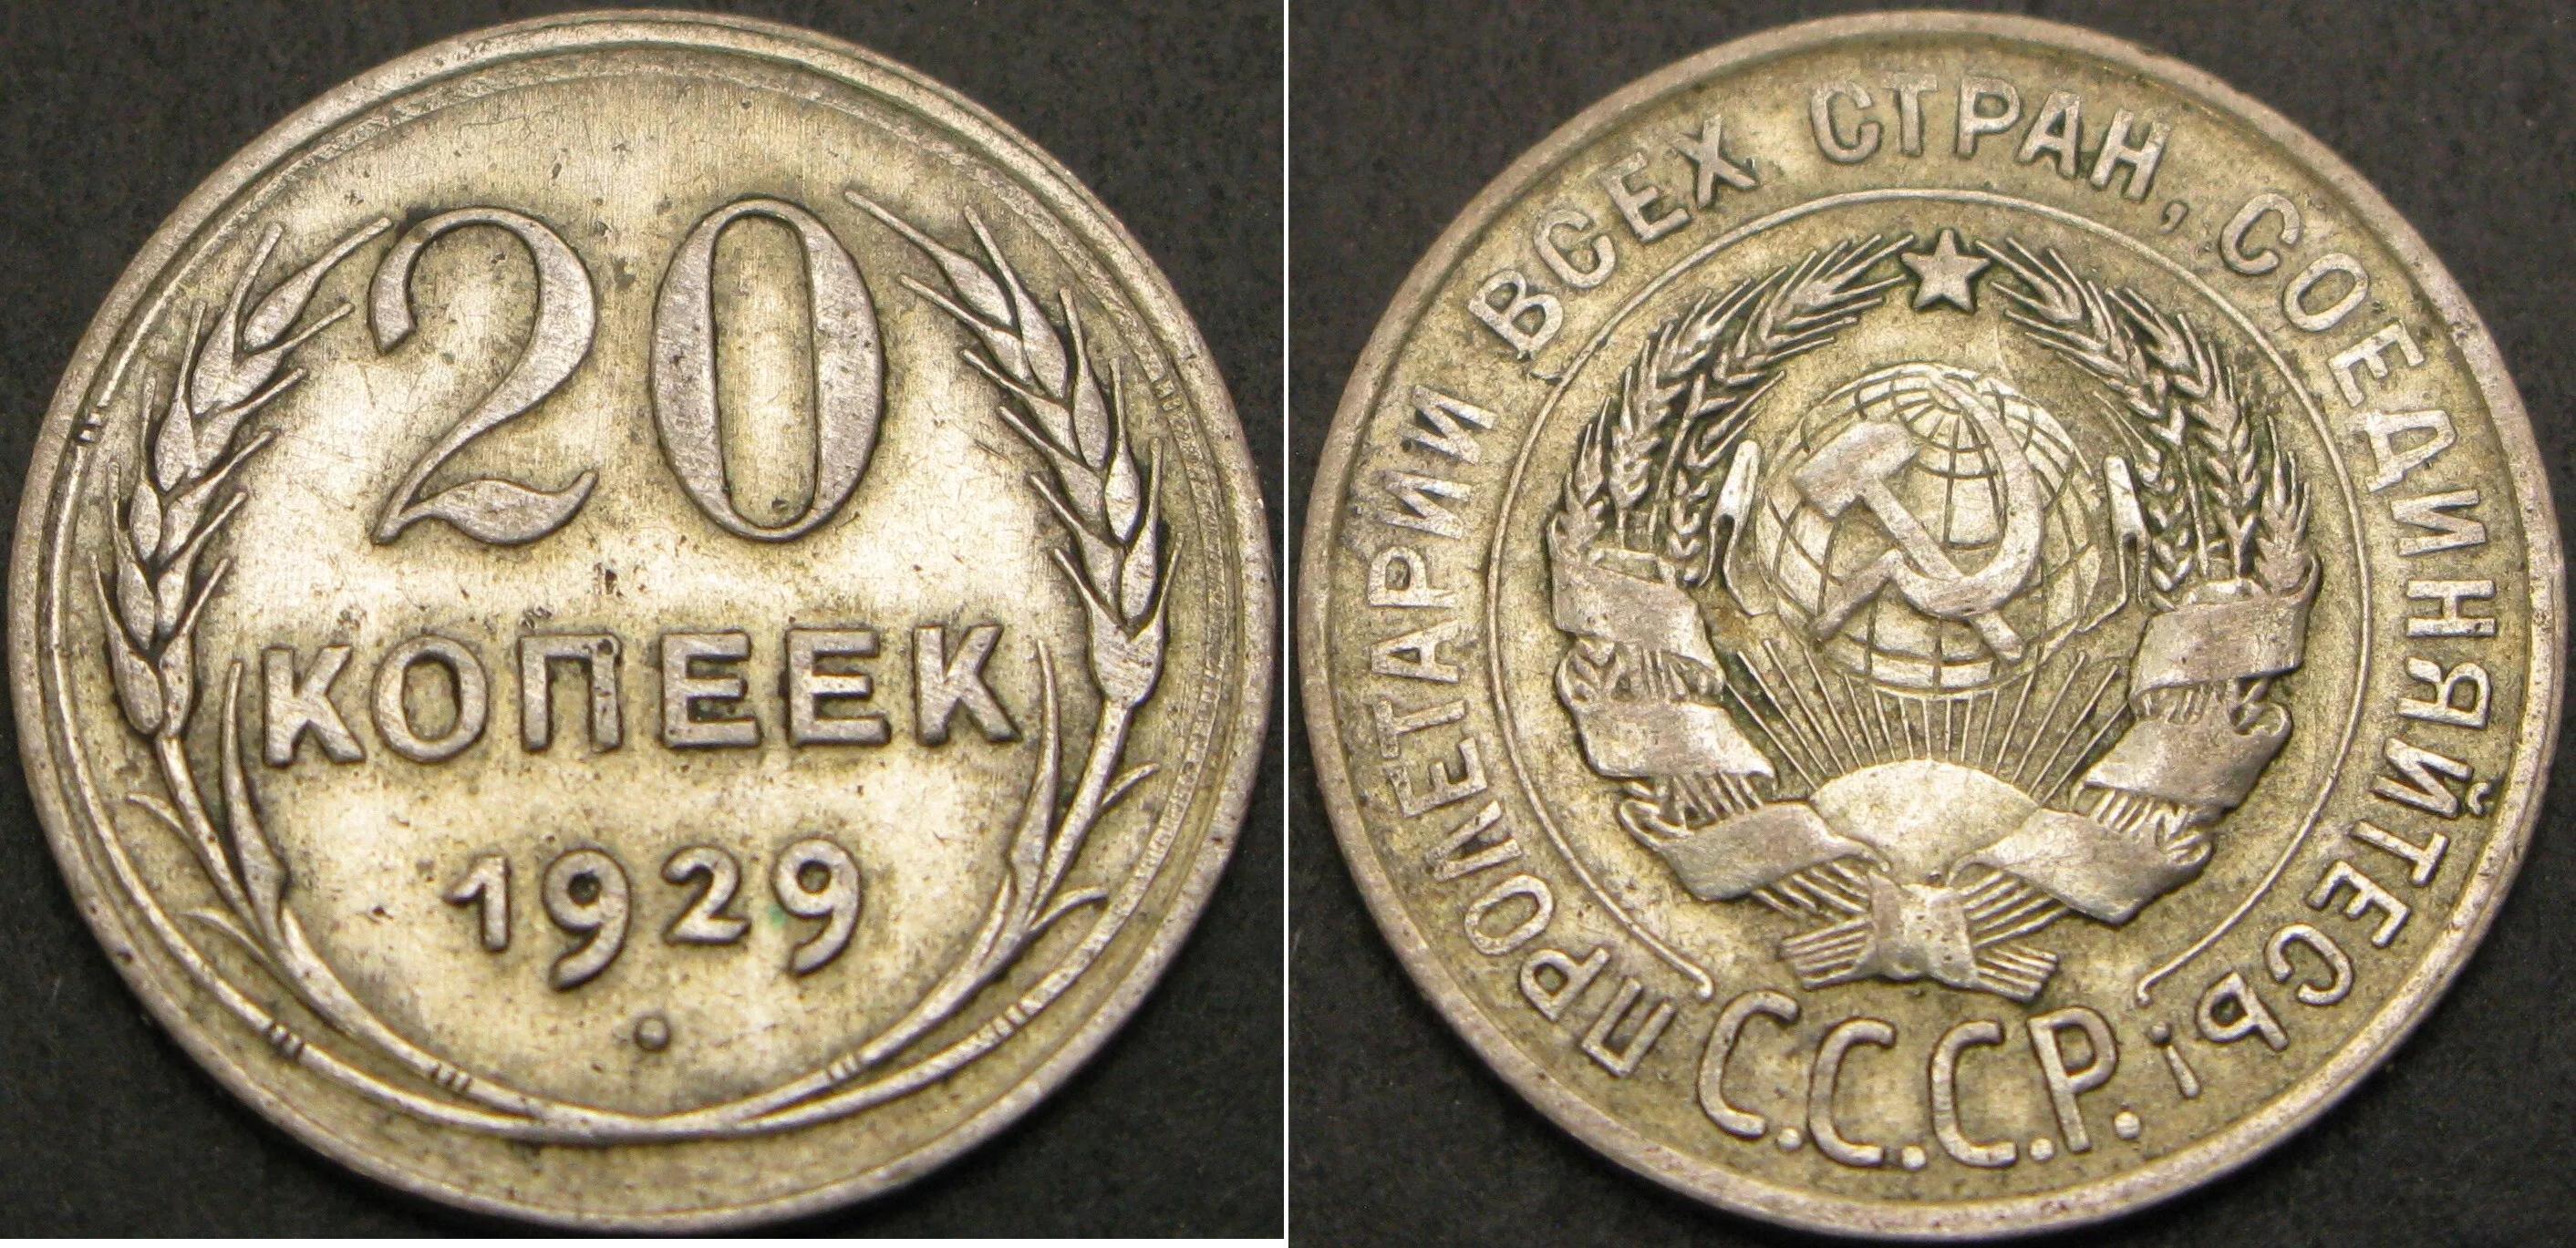 20
КОПЕЕК
1929
ПРОЛЕТАРИИ ВСЕХ СТРАН, СОЕДИНЯЙТЕСЬ!
С.С.С.Р.